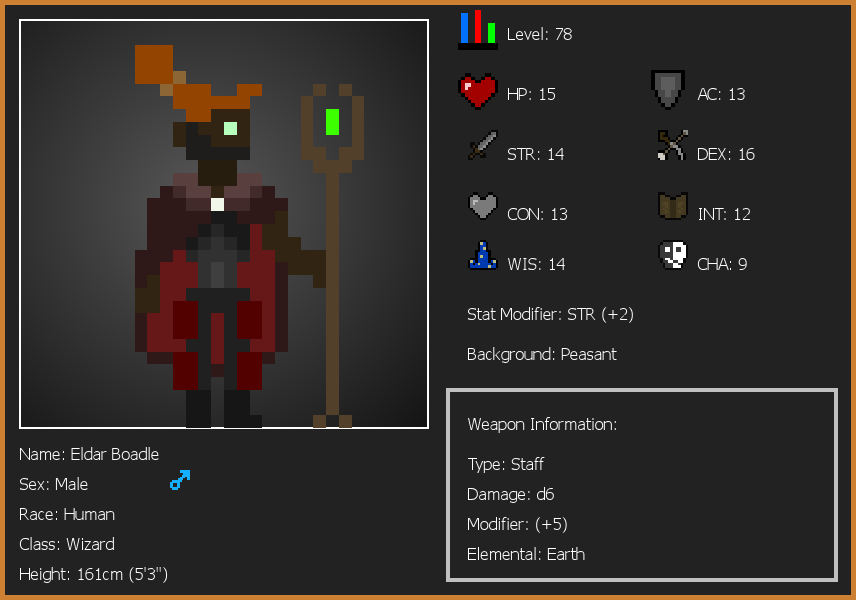 Level: 78
HP: 15
AC: 13
STR: 14
DEX: 16
CON: 13
INT: 12
WIS: 14
CHA: 9
Stat Modifier: STR (+2)
Background: Peasant
Weapon Information:
Type: Staff
Damage: d6
Modifier: (+5)
Elemental: Earth
Name: Eldar Boadle
Sex: Male
Race: Human
Class: Wizard
Height: 161cm (5'3")